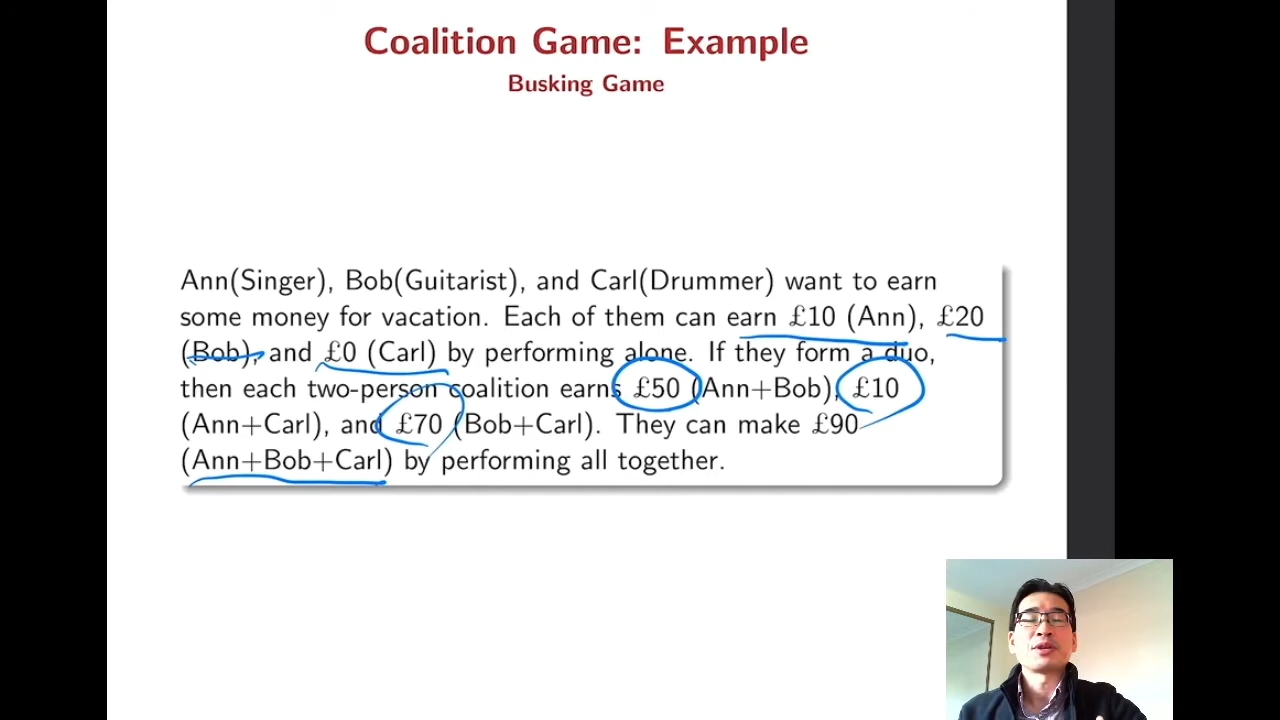 Coalition Game: Example
Busking Game
Ann(Singer), Bob(Guitarist), and Carl(Drummer) want to earn
some money for vacation. Each of them can earn £10 (Ann), £20
(Bob), and £0 (Carl) by performing alone. If they form a duo,
then each two-person coalition earns £50 (Ann+Bob), £10
(Ann+Carl), and £70 (Bob+Carl). They can make £90
(Ann+Bob+Carl) by performing all together.